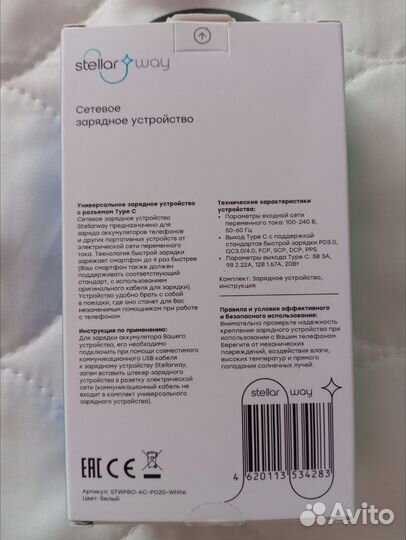 stellar way
Сетевое
зарядное устройство
Универсальное зарядное устройство
с разъемом Type C
Сетевое зарядное устройство
Stellarway предназначено для
заряда аккумуляторов телефонов
и других портативных устройств от
электрической сети переменного
тока. Технология быстрой зарядки
заряжает смартфон до 4 раз быстрее
(Ваш смартфон также должен
поддерживать соответствующий
стандарт, с использованием
оригинального кабеля для зарядки).
Устройство удобно брать с собой
в поездки, где оно станет для Вас
незаменимым помощником при работе
с телефоном.
Инструкция по применению:
Для зарядки аккумулятора Вашего
устройства, его необходимо
подключить при помощи совместимого
коммуникационного USB кабеля
к зарядному устройству Stellarway,
затем вставить штекер зарядного
устройства в розетку электрической
сети (коммуникационный кабель не
входит в комплект универсального
зарядного устройства).
Технические характеристики
устройства:
• Параметры входной сети
переменного тока: 100-240 В,
50-60 Гц
• Выход Type C с поддержкой
стандартов быстрой зарядки PD3.0,
QC3.0/4.0, FCP, SCP, DCP, PPS
• Параметры выхода Type C: 5В 3А,
9В 2.22А, 12В 1.67А, 20Вт
Комплект: Зарядное устройство,
инструкция
Правила и условия эффективного
и безопасного использования:
Внимательно проверьте надежность
крепления зарядного устройства при
использовании с Вашим устройством.
Берегите от механических
повреждений, воздействия влаги,
высоких температур и прямого
попадания солнечных лучей.
stellar way
4 620113 534283
EAC CE
Артикул: STWPRO-AC-PD20-White
Цвет: белый
Avito